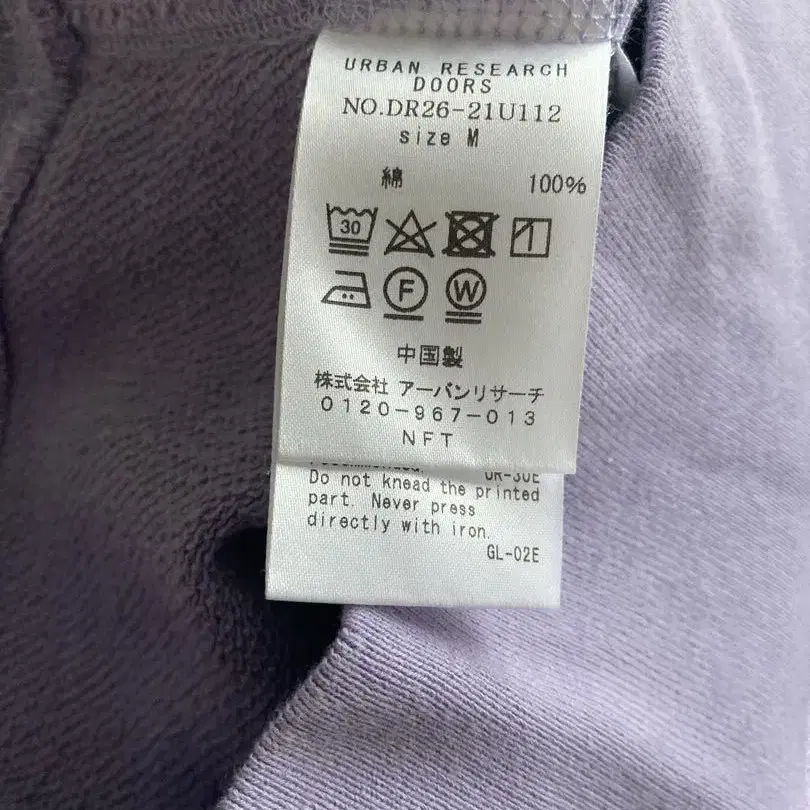 URBAN RESEARCH
DOORS
NO.DR26-21U112
size M
綿 100%
30
F W
中国製
株式会社 アーバンリサーチ
0120-967-013
NFT
Do not knead the printed
part. Never press
directly with iron.
GL-02E